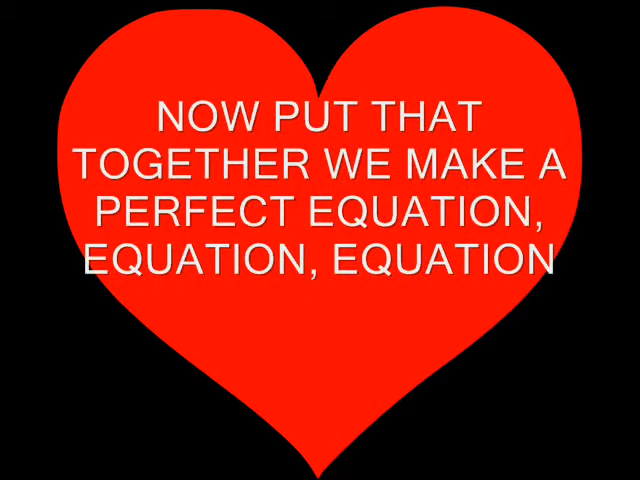 NOW PUT THAT
TOGETHER WE MAKE A
PERFECT EQUATION,
EQUATION, EQUATION